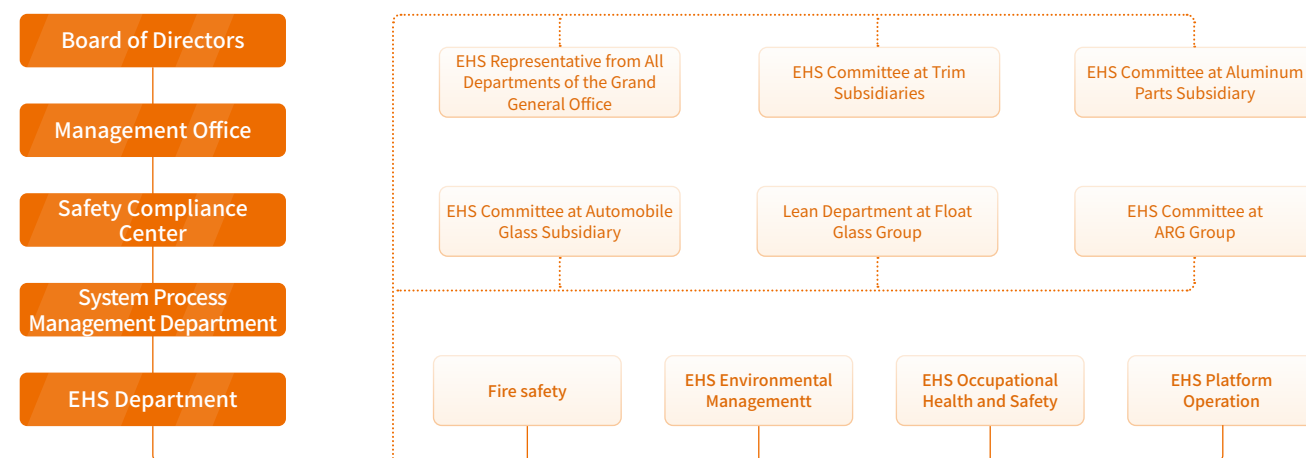 Board of Directors
Management Office
Safety Compliance
Center
System Process
Management Department
EHS Department
EHS Representative from All
Departments of the Grand
General Office
EHS Committee at Trim
Subsidiaries
EHS Committee at Aluminum
Parts Subsidiary
EHS Committee at Automobile
Glass Subsidiary
Lean Department at Float
Glass Group
EHS Committee at
ARG Group
Fire safety
EHS Environmental
Managementt
EHS Occupational
Health and Safety
EHS Platform
Operation